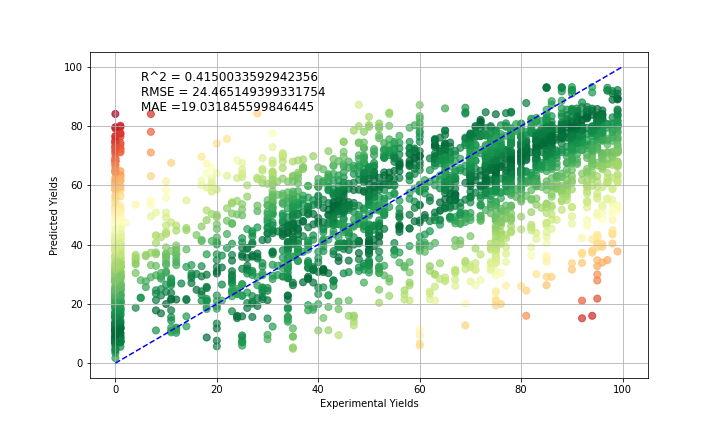 R^2 = 0.4150033592942356
RMSE = 24.465149399331754
MAE =19.031845599846445
100
80
60
40
20
0
Predicted Yields
0 20 40 60 80 100
Experimental Yields